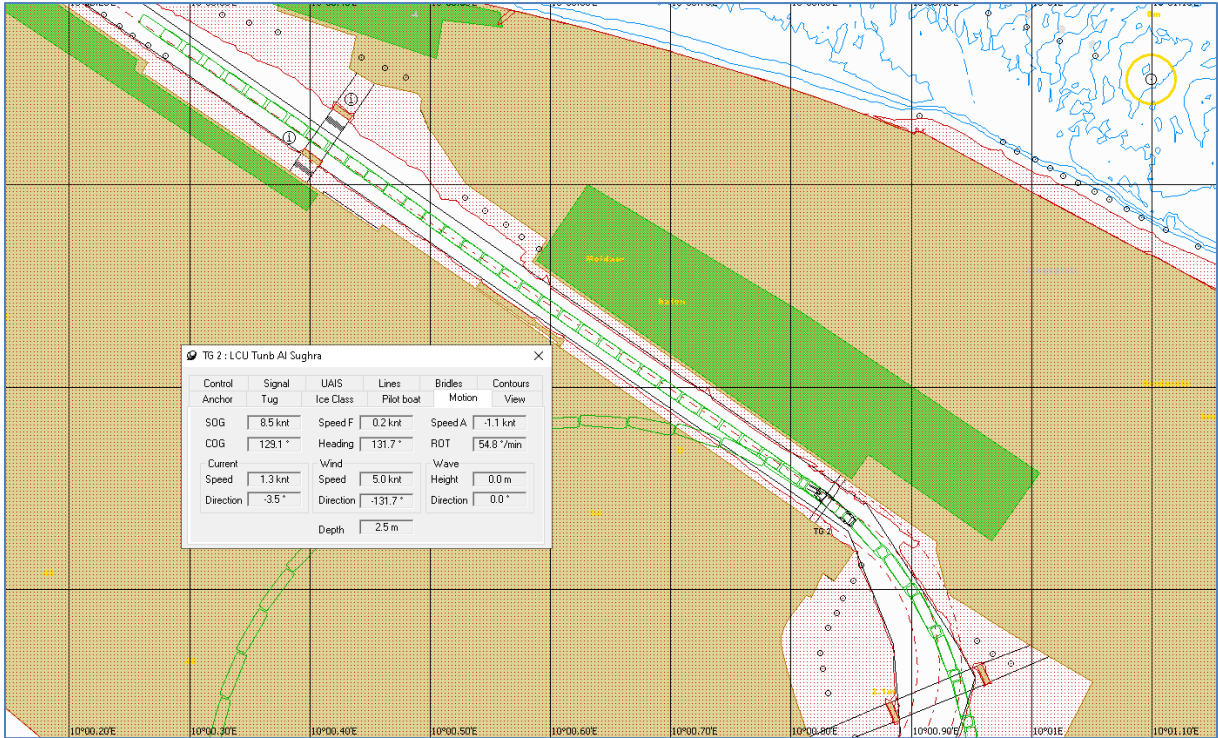 TG 2 : LCU Tunb Al Sughra
Control Signal UAIS Lines Bridles Contours
Anchor Tug Ice Class Pilot boat Motion View
SOG 8.5 knt Speed F 0.2 knt Speed A -1.1 knt
COG 129.1 ° Heading 131.7 ° ROT 54.8 °/min
Current Wind Wave
Speed 1.3 knt Speed 5.0 knt Height 0.0 m
Direction -3.5 ° Direction -131.7 ° Direction 0.0 °
Depth 2.5 m
1
1
TG 2
2.1m
10°00.20'E 10°00.30'E 10°00.40'E 10°00.50'E 10°00.60'E 10°00.70'E 10°00.80'E 10°00.90'E 10°01'E 10°01.10'E